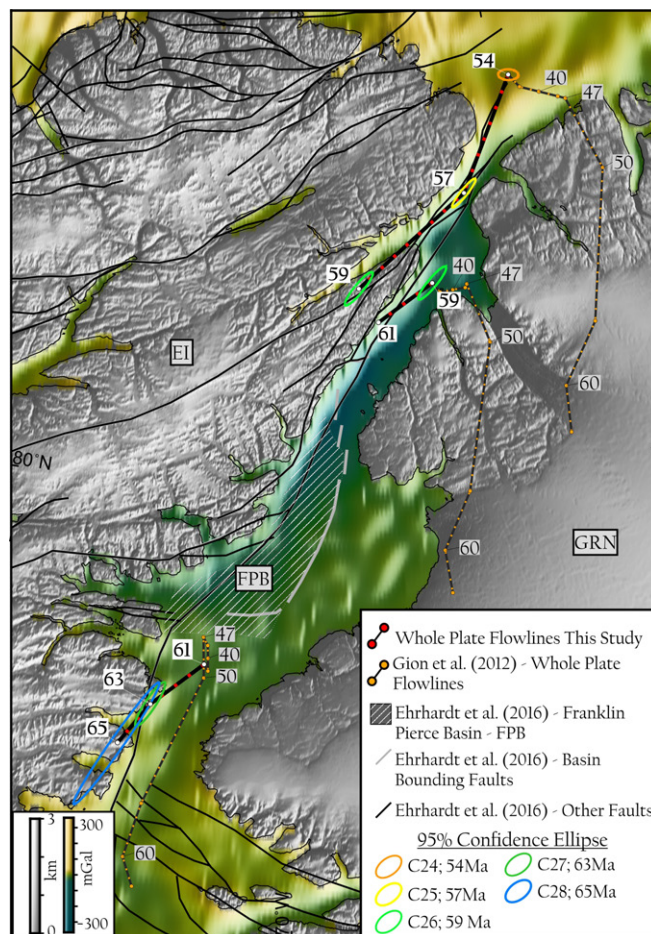 54
40
47
50
57
59
40
47
59
61
EI
50
60
80°N
60
GRN
FPB
47
61
40
63
50
65
60
Whole Plate Flowlines This Study
Gion et al. (2012) - Whole Plate
Flowlines
Ehrhardt et al. (2016) - Franklin
Pierce Basin - FPB
Ehrhardt et al. (2016) - Basin
Bounding Faults
Ehrhardt et al. (2016) - Other Faults
95% Confidence Ellipse
C24; 54Ma
C27; 63Ma
C25; 57Ma
C28; 65Ma
C26; 59 Ma
3
km
0
300
mGal
-300